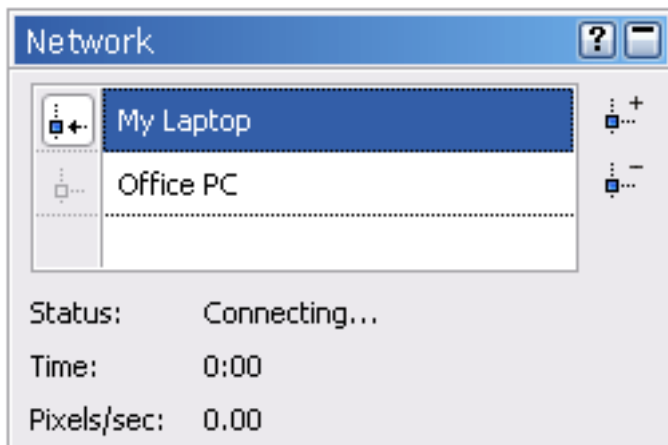 Network ?
My Laptop
Office PC
Status: Connecting...
Time: 0:00
Pixels/sec: 0.00